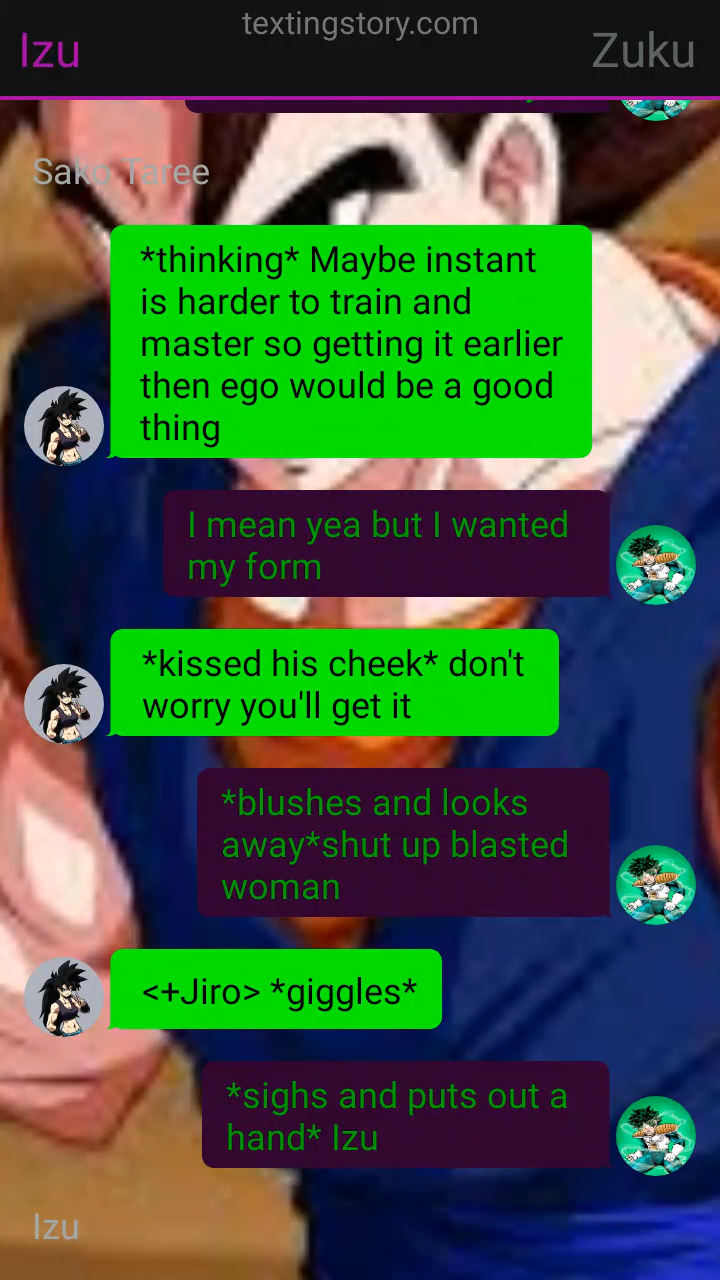 textingstory.com
Izu
Zuku
Sako Taree
*thinking* Maybe instant
is harder to train and
master so getting it earlier
then ego would be a good
thing
I mean yea but I wanted
my form
*kissed his cheek* don't
worry you'll get it
*blushes and looks
away*shut up blasted
woman
<+Jiro> *giggles*
*sighs and puts out a
hand* Izu
Izu